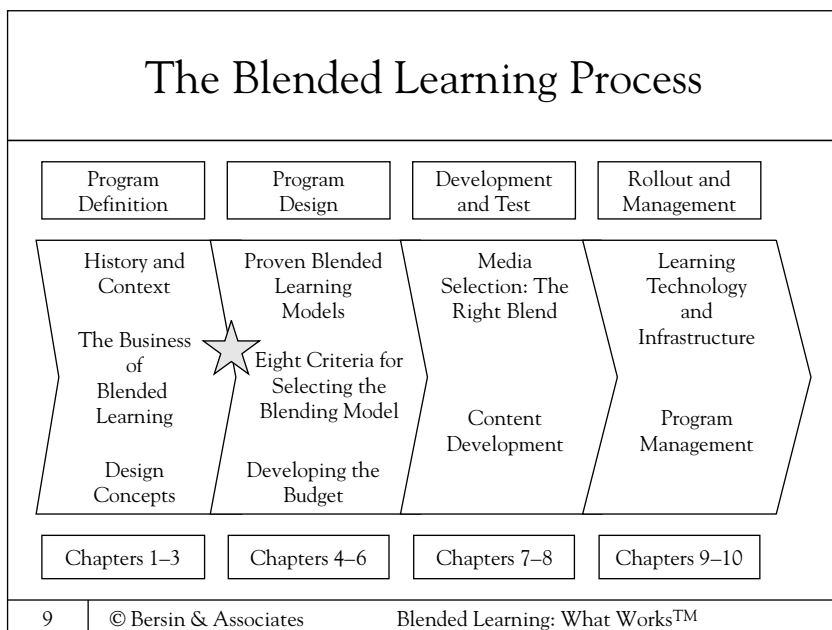 The Blended Learning Process
Program
Definition
Program
Design
Development
and Test
Rollout and
Management
History and
Context
The Business
of
Blended
Learning
Design
Concepts
Proven Blended
Learning
Models
Eight Criteria for
Selecting the
Blending Model
Developing the
Budget
Media
Selection: The
Right Blend
Content
Development
Learning
Technology
and
Infrastructure
Program
Management
Chapters 1–3
Chapters 4–6
Chapters 7–8
Chapters 9–10
9 © Bersin & Associates Blended Learning: What Works™